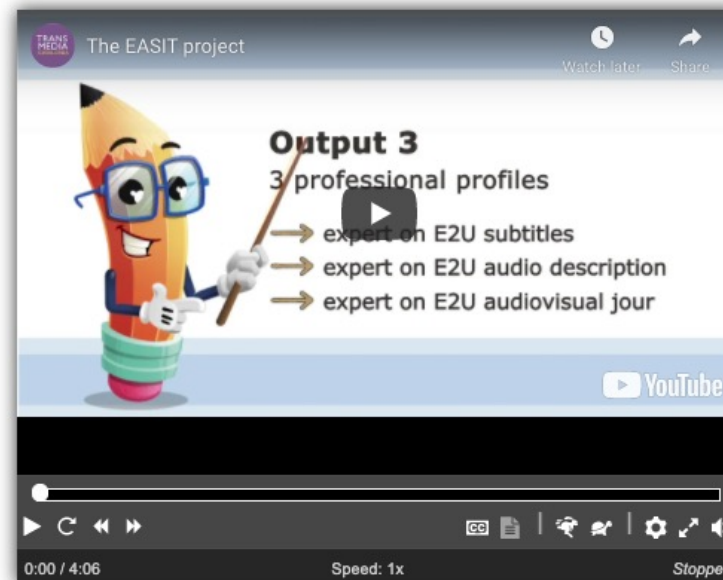 TRANS
MEDIA
The EASIT project
Watch later
Share
Output 3
3 professional profiles
expert on E2U subtitles
expert on E2U audio description
expert on E2U audiovisual jour
YouTube
CC
0:00 / 4:06
Speed: 1x
Stoppe